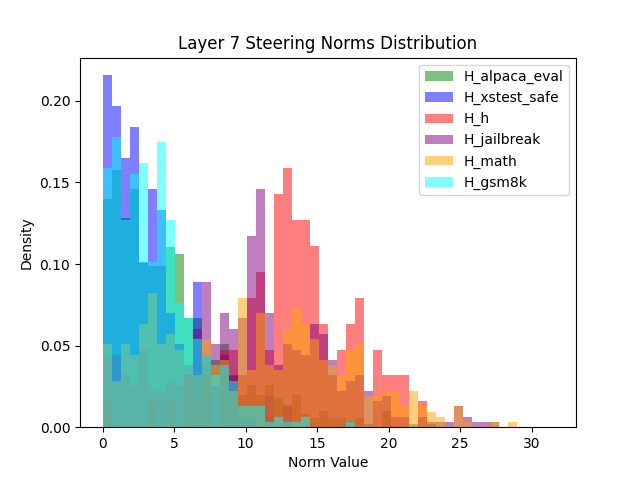 Layer 7 Steering Norms Distribution
H_alpaca_eval
H_xstest_safe
H_h
H_jailbreak
H_math
H_gsm8k
Density
0.20
0.15
0.10
0.05
0.00
0 5 10 15 20 25 30
Norm Value